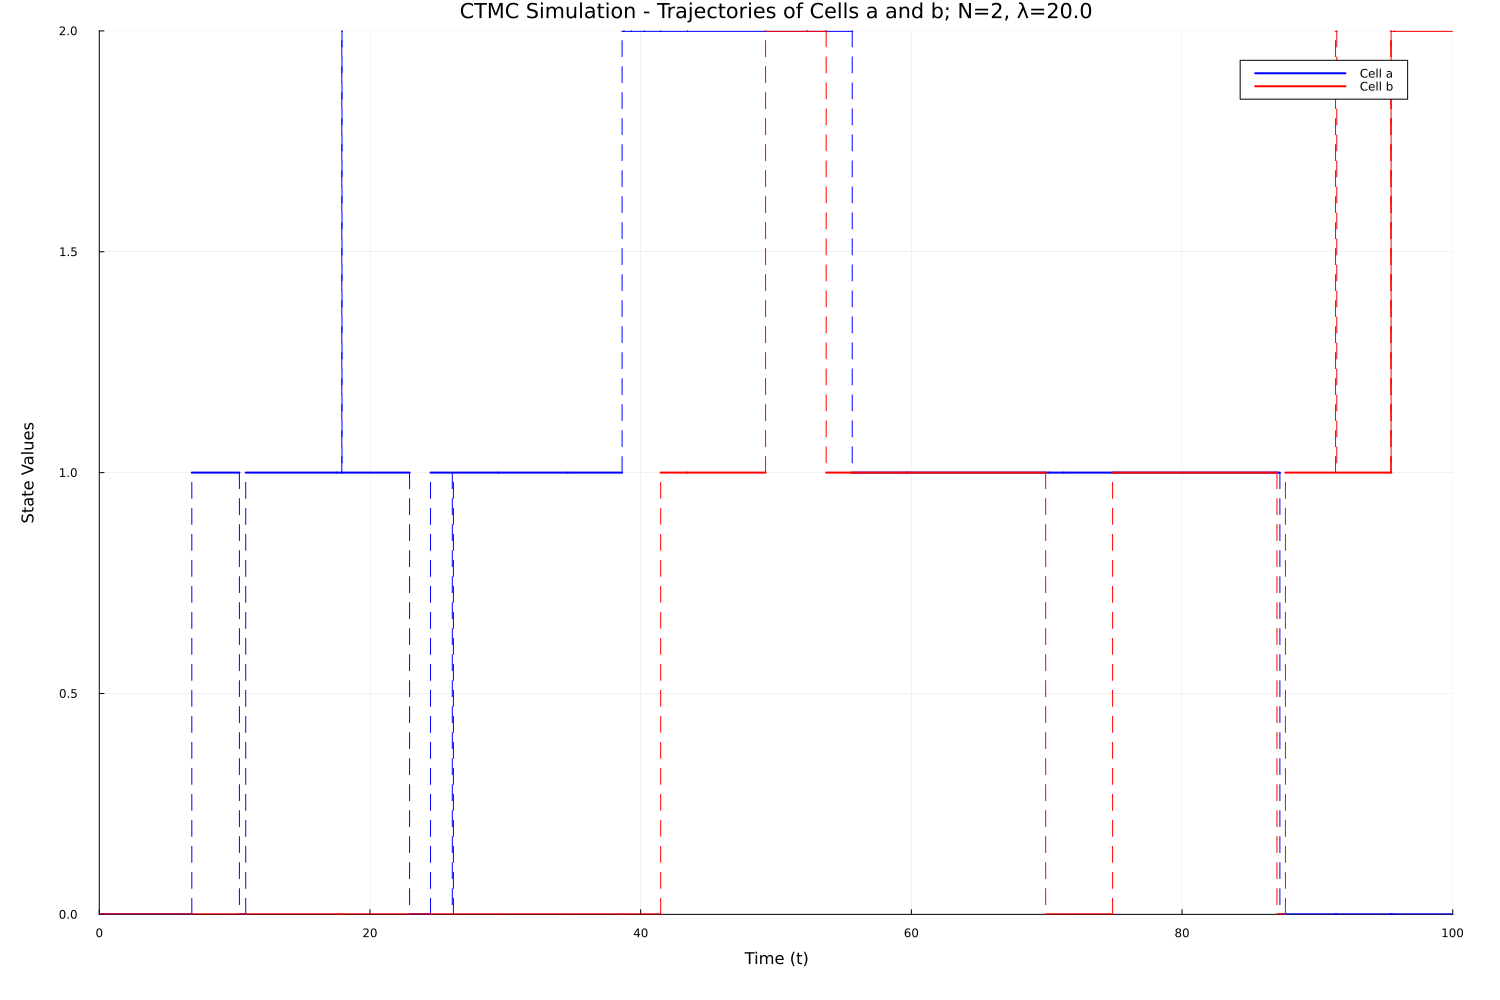 CTMC Simulation - Trajectories of Cells a and b; N=2, λ=20.0
2.0
Cell a
Cell b
1.5
State Values
1.0
0.5
0.0
0 20 40 60 80 100
Time (t)